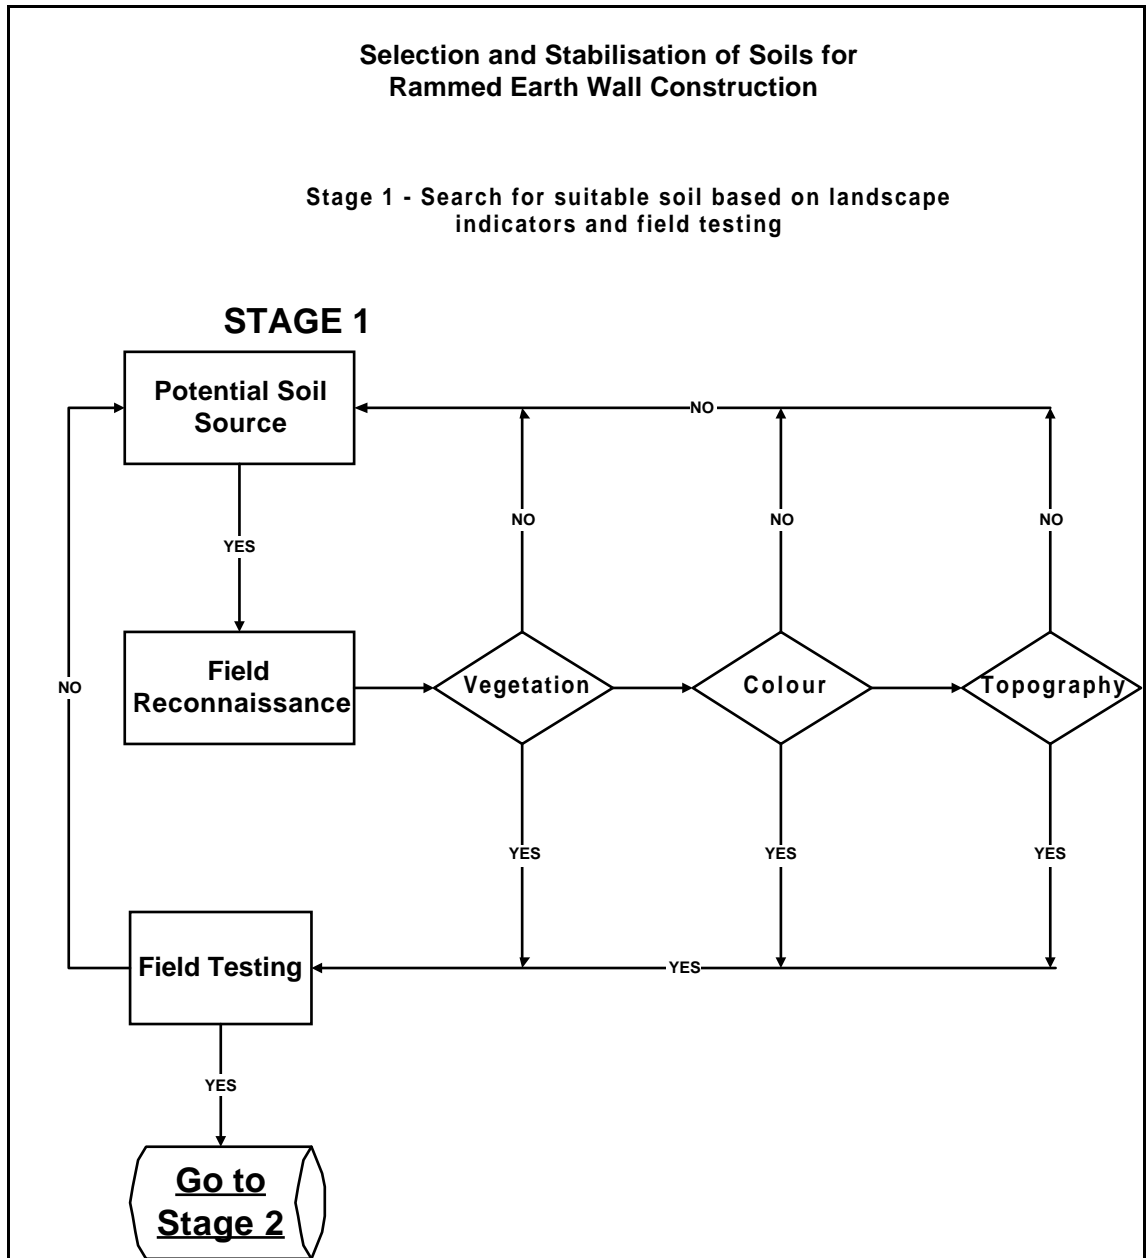 Selection and Stabilisation of Soils for
Rammed Earth Wall Construction
Stage 1 - Search for suitable soil based on landscape
indicators and field testing
STAGE 1
Potential Soil
Source
NO
NO
NO
NO
YES
Field
Reconnaissance
Vegetation
Colour
Topography
NO
YES
YES
YES
Field Testing
YES
YES
Go to
Stage 2